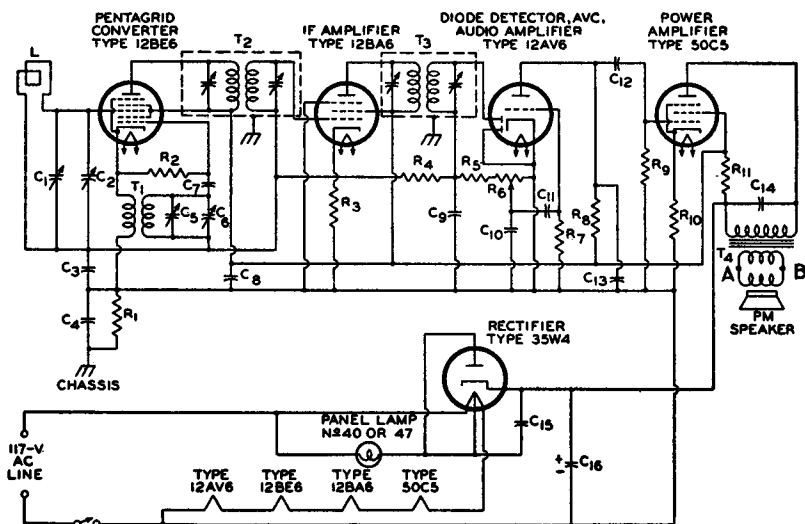 PENTAGRID
CONVERTER
TYPE 12BE6
T2
IF AMPLIFIER
TYPE 12BA6
T3
DIODE DETECTOR, AVC,
AUDIO AMPLIFIER
TYPE 12AV6
POWER
AMPLIFIER
TYPE 50C5
L
C12
C1
C2
R2
C7
T1
C5
C6
R3
R4
R5
R6
C9
C10
C11
R7
R8
R9
R10
R11
C14
C3
C8
C13
T4
A
B
PM
SPEAKER
C4
R1
CHASSIS
RECTIFIER
TYPE 35W4
PANEL LAMP
No 40 OR 47
C15
C16
+
-
117-V.
AC
LINE
TYPE
12AV6
TYPE
12BE6
TYPE
12BA6
TYPE
50C5